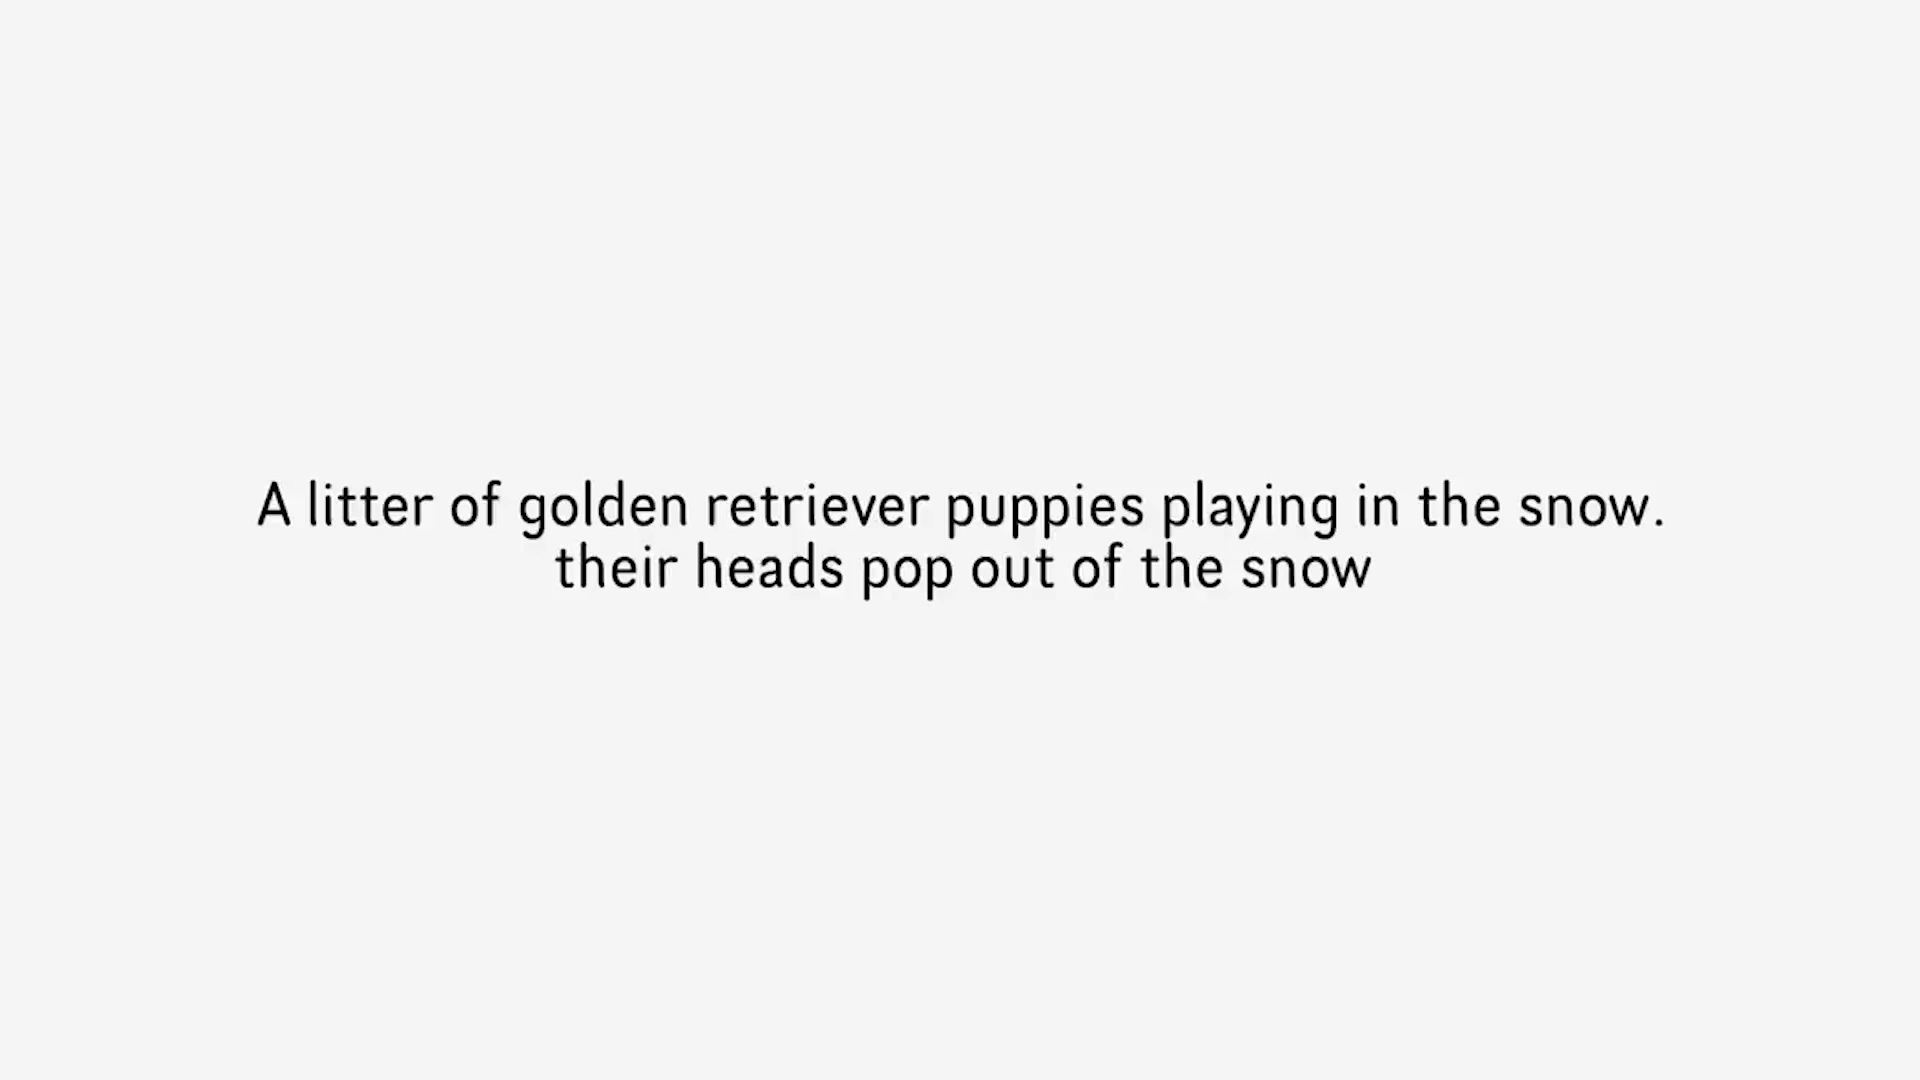 A litter of golden retriever puppies playing in the snow.
their heads pop out of the snow